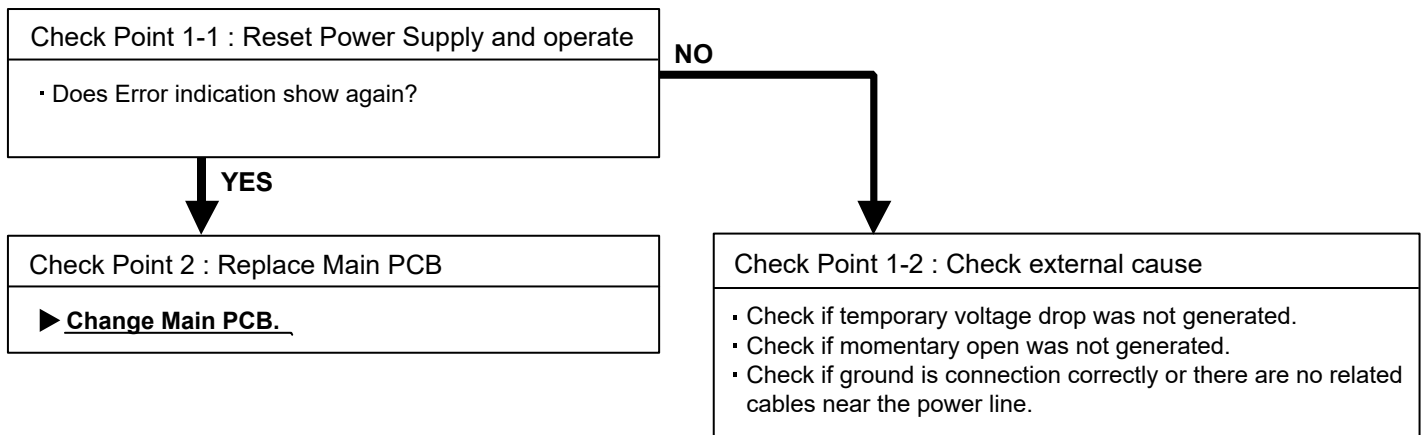 Check Point 1-1 : Reset Power Supply and operate
NO
· Does Error indication show again?
YES
Check Point 2 : Replace Main PCB
▶ Change Main PCB.
Check Point 1-2 : Check external cause
· Check if temporary voltage drop was not generated.
· Check if momentary open was not generated.
· Check if ground is connection correctly or there are no related
cables near the power line.